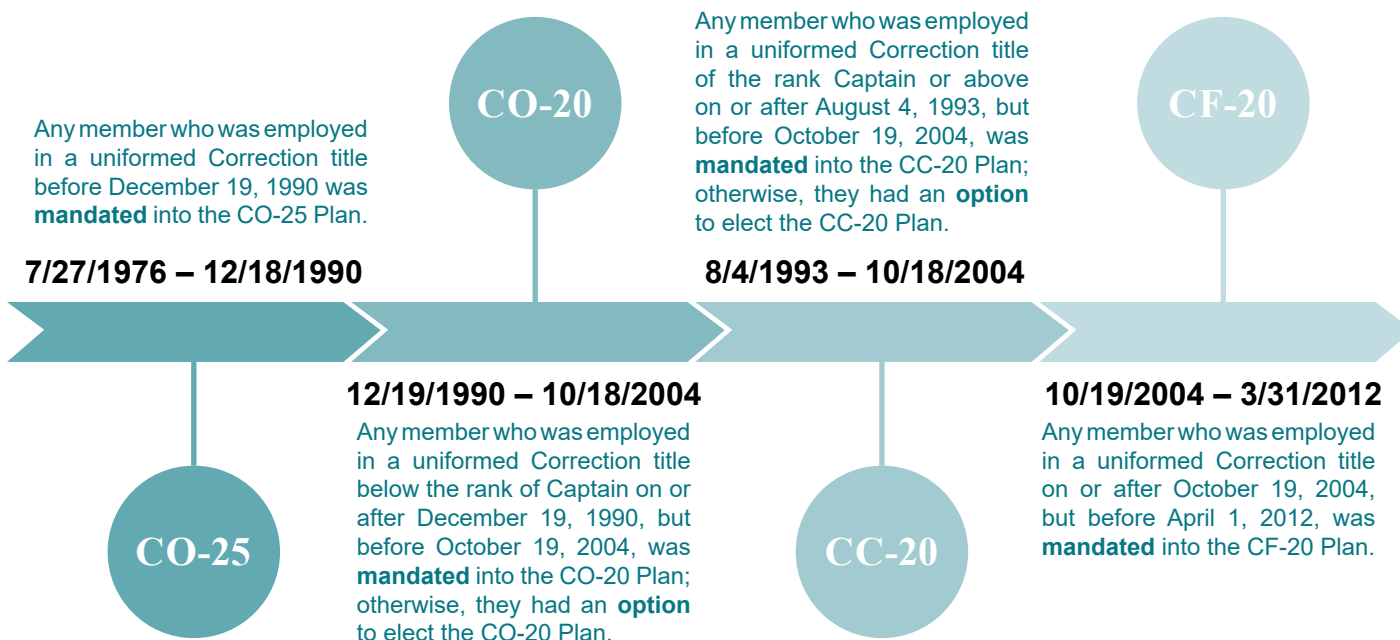 Any member who was employed
in a uniformed Correction title
before December 19, 1990 was
mandated into the CO-25 Plan.
7/27/1976 – 12/18/1990
CO-25
CO-20
12/19/1990 – 10/18/2004
Any member who was employed
in a uniformed Correction title
below the rank of Captain on or
after December 19, 1990, but
before October 19, 2004, was
mandated into the CO-20 Plan;
otherwise, they had an option
to elect the CO-20 Plan.
Any member who was employed
in a uniformed Correction title
of the rank Captain or above
on or after August 4, 1993, but
before October 19, 2004, was
mandated into the CC-20 Plan;
otherwise, they had an option
to elect the CC-20 Plan.
8/4/1993 – 10/18/2004
CC-20
CF-20
10/19/2004 – 3/31/2012
Any member who was employed
in a uniformed Correction title
on or after October 19, 2004,
but before April 1, 2012, was
mandated into the CF-20 Plan.